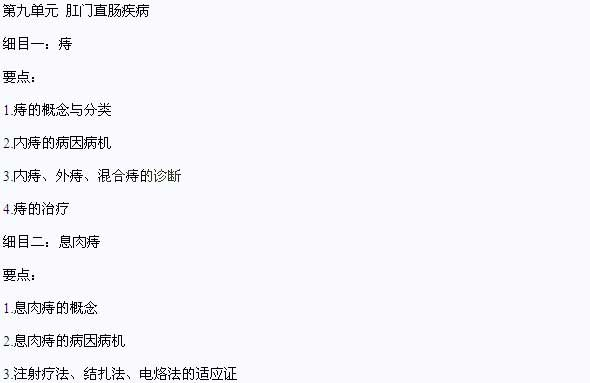 第九单元 肛门直肠疾病
细目一：痔
要点：
1.痔的概念与分类
2.内痔的病因病机
3.内痔、外痔、混合痔的诊断
4.痔的治疗
细目二：息肉痔
要点：
1.息肉痔的概念
2.息肉痔的病因病机
3.注射疗法、结扎法、电烙法的适应证